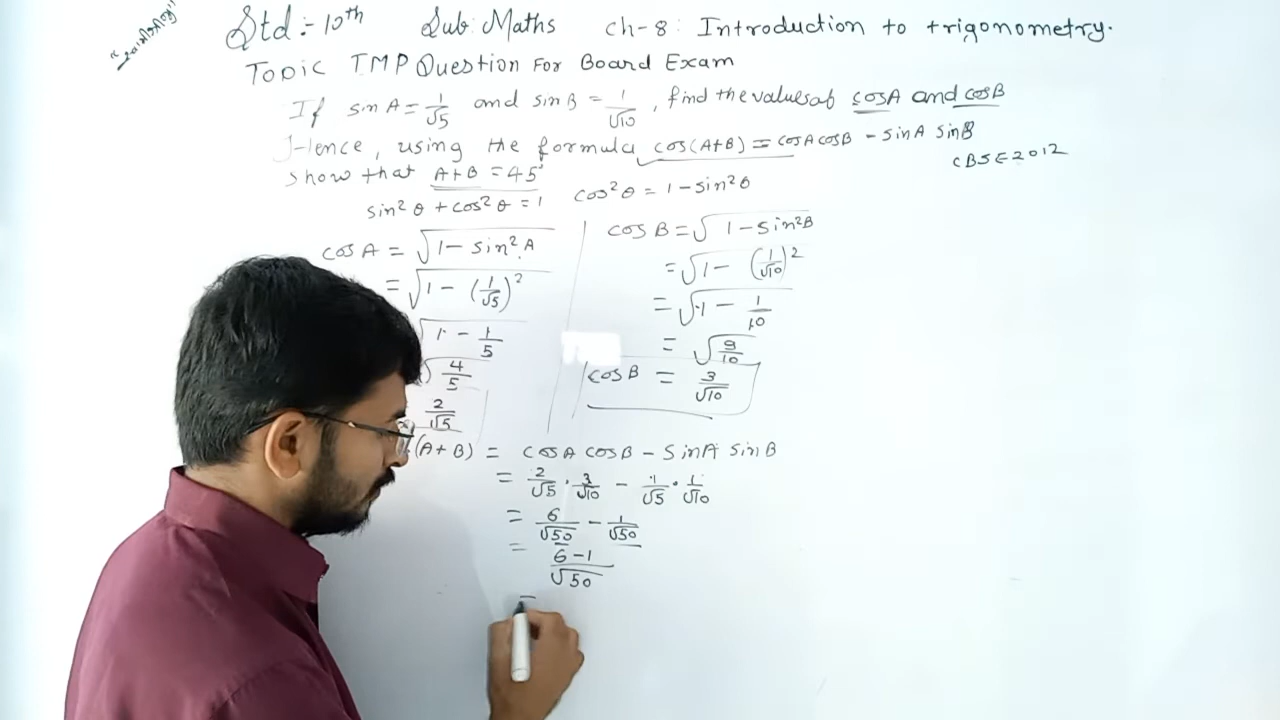 Std:- 10th Sub: Maths Ch-8: Introduction to trigonometry.
Topic IMP Question For Board Exam
If sin A = 1/√5 and sin B = 1/√10, find the values of cosA and cosB
Hence, using the formula cos(A+B) = cosA cosB - sinA sinB
show that A+B = 45°
CBSE 2012
sin²θ + cos²θ = 1 cos²θ = 1 - sin²θ
cos A = √1 - sin² A
= √1 - (1/√5)²
√1 - 1/5
√4/5
2/√5
cos B = √1 - sin²B
= √1 - (1/√10)²
= √1 - 1/10
= √9/10
cos B = 3/√10
(A+B) = cosA cosB - sinA sinB
= 2/√5 · 3/√10 - 1/√5 · 1/√10
= 6/√50 - 1/√50
= 6-1/√50